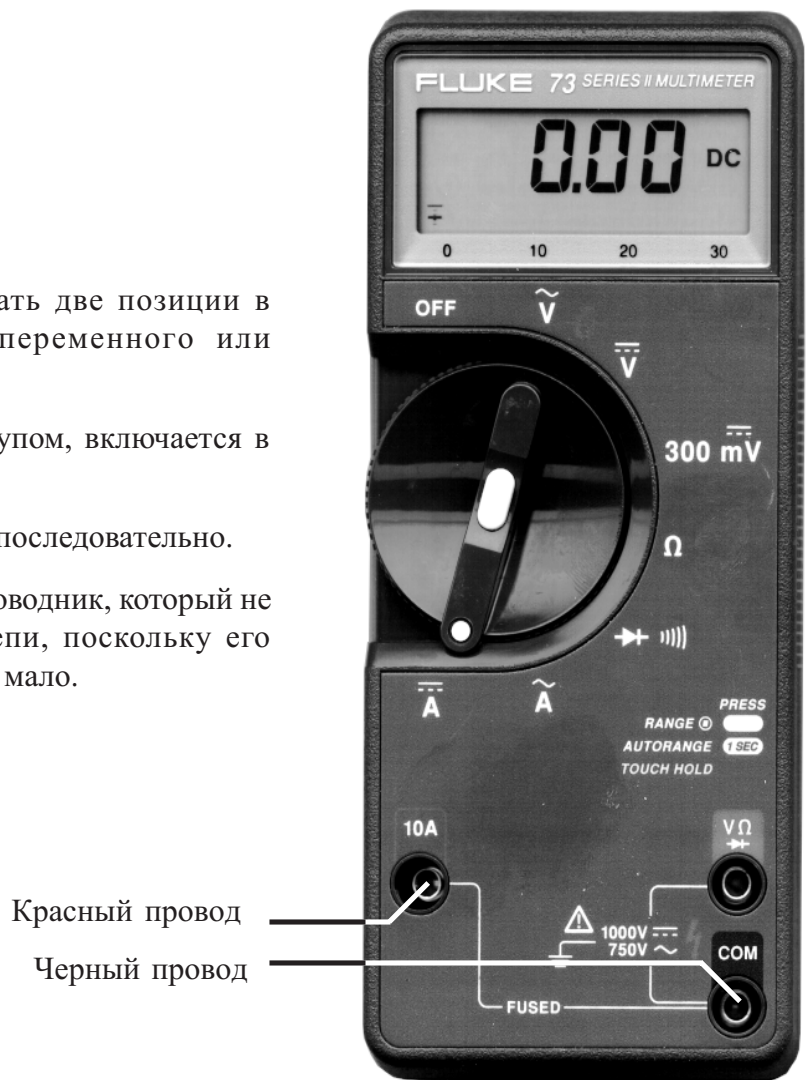 FLUKE 73 SERIES II MULTIMETER
0.00 DC
0 10 20 30
ать две позиции в
переменного или
OFF
V
V
упом, включается в
300 mV
последовательно.
Ω
оводник, который не
епи, поскольку его
мало.
A
A
PRESS
RANGE
AUTORANGE 1 SEC
TOUCH HOLD
10A
VΩ
Красный провод
1000V
750V
COM
Черный провод
FUSED